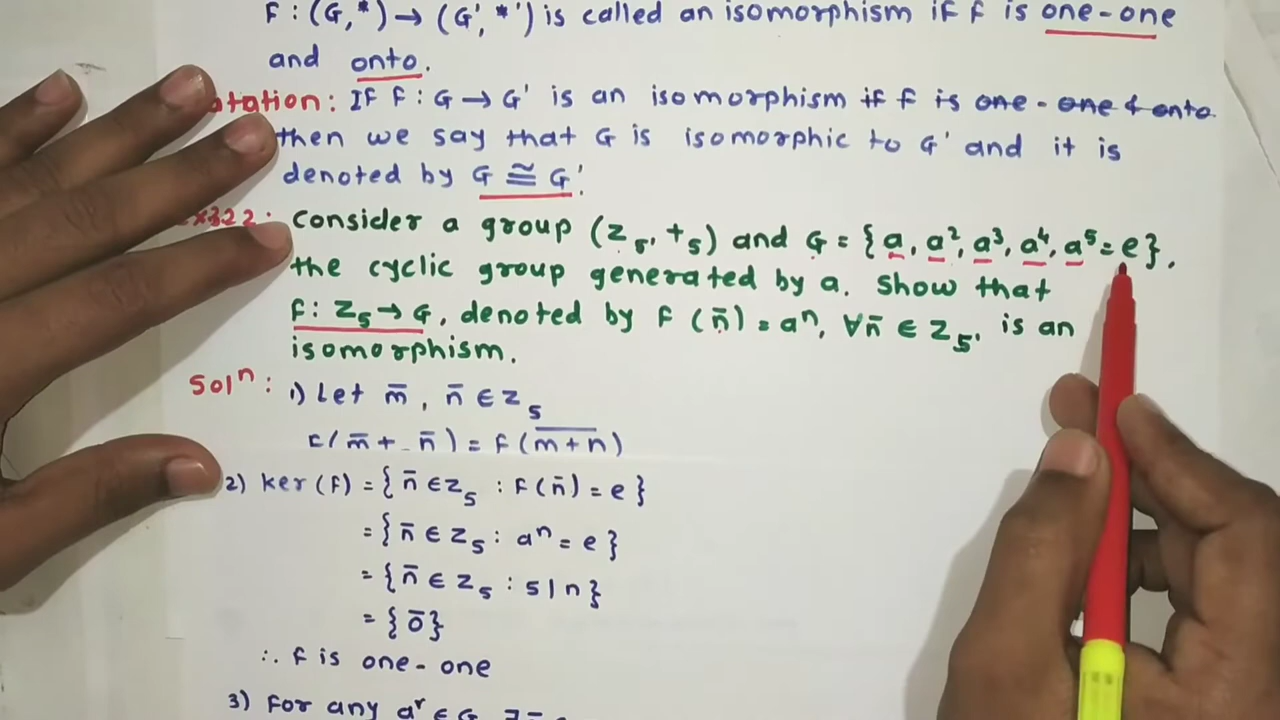 F : (G, *) → (G', *') is called an isomorphism if f is one-one
and onto.
tation: If f : G → G' is an isomorphism if f is one-one & onto
then we say that G is isomorphic to G' and it is
denoted by G ≅ G'.
Ex322: Consider a group (Z₅, +₅) and G = {a, a², a³, a⁴, a⁵ = e}.
the cyclic group generated by a. Show that
f: Z₅ → G, denoted by f(n̄) = aⁿ, ∀n̄ ∈ Z₅, is an
isomorphism.
Solⁿ: 1) Let m̄, n̄ ∈ Z₅
f(m̄ + n̄) = f(\overline{m+n})
2) ker(f) = {n̄ ∈ Z₅ : f(n̄) = e}
= {n̄ ∈ Z₅ : aⁿ = e}
= {n̄ ∈ Z₅ : 5|n}
= {0̄}
∴ f is one-one
3) For any aʳ ∈ G, ∃